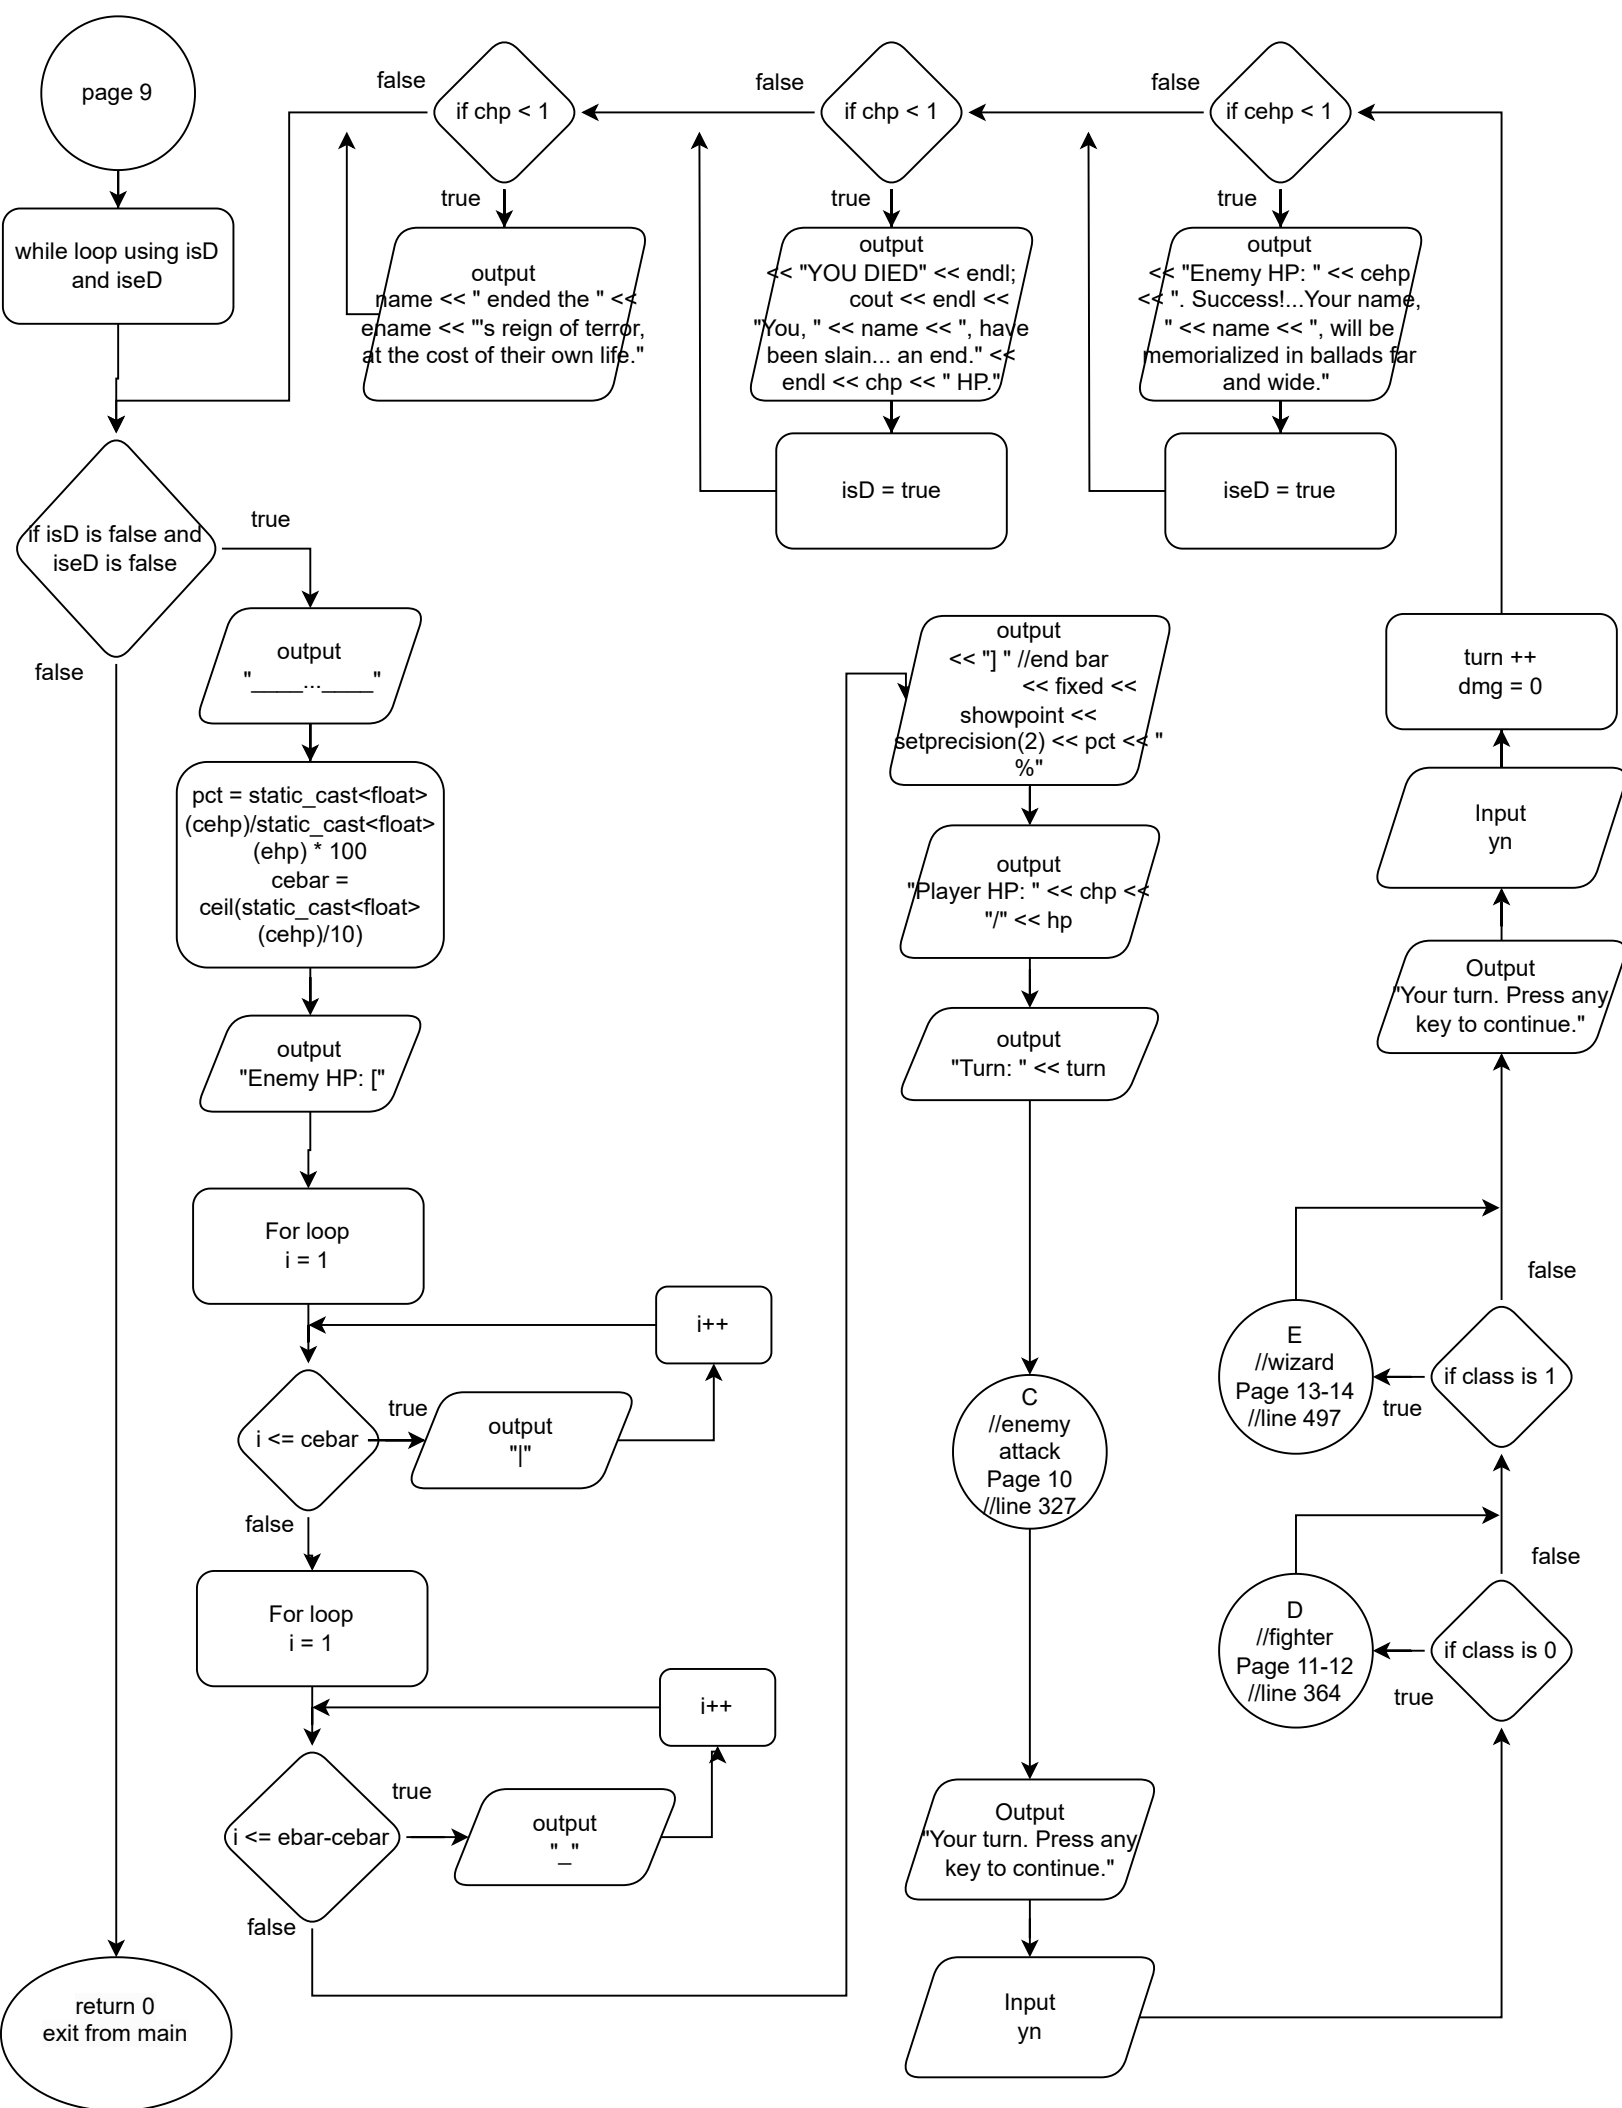 page 9
while loop using isD
and iseD
if isD is false and
iseD is false
true
false
output
"____...____"
pct = static_cast<float>
(cehp)/static_cast<float>
(ehp) * 100
cebar =
ceil(static_cast<float>
(cehp)/10)
output
"Enemy HP: ["
For loop
i = 1
i++
i <= cebar
true
output
"|"
false
For loop
i = 1
i++
i <= ebar-cebar
true
output
"_"
false
return 0
exit from main
output
<< "] " //end bar
<< fixed <<
showpoint <<
setprecision(2) << pct << "
%"
output
"Player HP: " << chp <<
"/" << hp
output
"Turn: " << turn
C
//enemy
attack
Page 10
//line 327
Output
"Your turn. Press any
key to continue."
Input
yn
if class is 0
true
false
D
//fighter
Page 11-12
//line 364
if class is 1
true
false
E
//wizard
Page 13-14
//line 497
Output
"Your turn. Press any
key to continue."
Input
yn
turn ++
dmg = 0
if cehp < 1
false
true
output
<< "Enemy HP: " << cehp
<< ". Success!...Your name,
" << name << ", will be
memorialized in ballads far
and wide."
iseD = true
if chp < 1
false
true
output
<< "YOU DIED" << endl;
cout << endl <<
"You, " << name << ", have
been slain... an end." <<
endl << chp << " HP."
isD = true
if chp < 1
false
true
output
name << " ended the " <<
ename << "'s reign of terror,
at the cost of their own life."